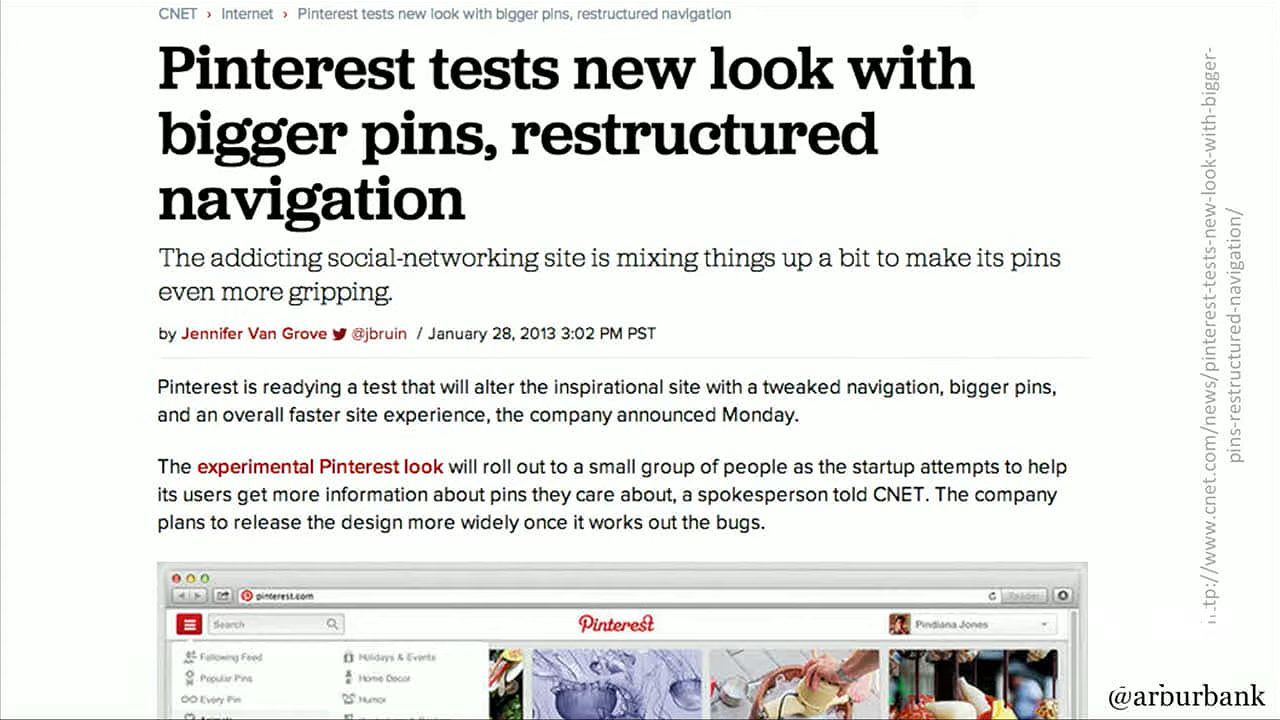 CNET › Internet › Pinterest tests new look with bigger pins, restructured navigation
Pinterest tests new look with
bigger pins, restructured
navigation
The addicting social-networking site is mixing things up a bit to make its pins
even more gripping.
by Jennifer Van Grove @jbruin / January 28, 2013 3:02 PM PST
Pinterest is readying a test that will alter the inspirational site with a tweaked navigation, bigger pins,
and an overall faster site experience, the company announced Monday.
The experimental Pinterest look will roll out to a small group of people as the startup attempts to help
its users get more information about pins they care about, a spokesperson told CNET. The company
plans to release the design more widely once it works out the bugs.
pinterest.com
Reader
Search
Pinterest
Pindiana Jones
Following Feed
Holidays & Events
Popular Pins
Home Decor
Every Pin
Humor
http://www.cnet.com/news/pinterest-tests-new-look-with-bigger-
pins-restructured-navigation/
@arburbank